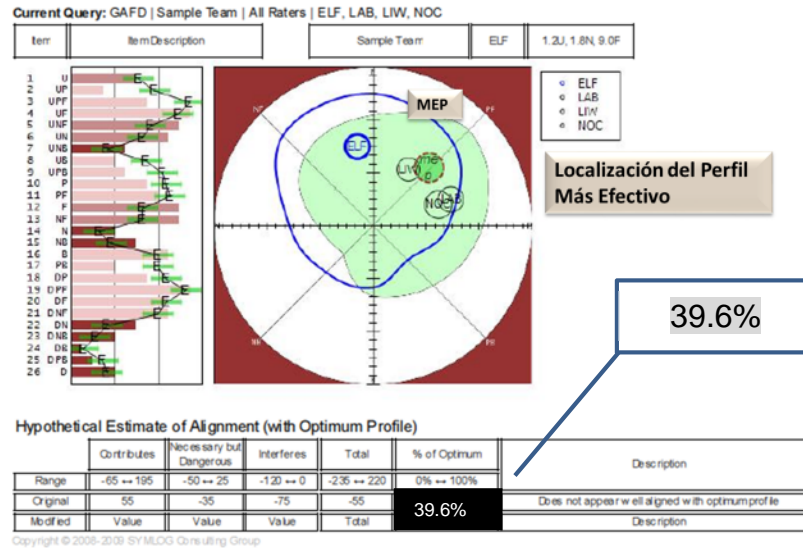 Current Query: GAFD | Sample Team | All Raters | ELF, LAB, LIW, NOC
Item Item Description Sample Team ELF 1.2U, 1.8N, 9.0F
1 U
2 UP
3 UPF
4 UF
5 UNF
6 UN
7 UNB
8 UB
9 UPB
10 P
11 PF
12 F
13 NF
14 N
15 NB
16 B
17 PB
18 DP
19 DPF
20 DF
21 DNF
22 DN
23 DNB
24 DB
25 DPB
26 D
MEP
NF
PF
ELF
LIW
me
p
NOC LAB
NB
PB
ELF
LAB
LIW
NOC
Localización del Perfil
Más Efectivo
39.6%
Hypothetical Estimate of Alignment (with Optimum Profile)
Contributes Necessary but Dangerous Interferes Total % of Optimum Description
Range -65 ↔ 195 -50 ↔ 25 -120 ↔ 0 -235 ↔ 220 0% ↔ 100%
Original 55 -35 -75 -55 39.6% Does not appear well aligned with optimum profile
Modified Value Value Value Total Description
Copyright © 2008-2009 SYMLOG Consulting Group